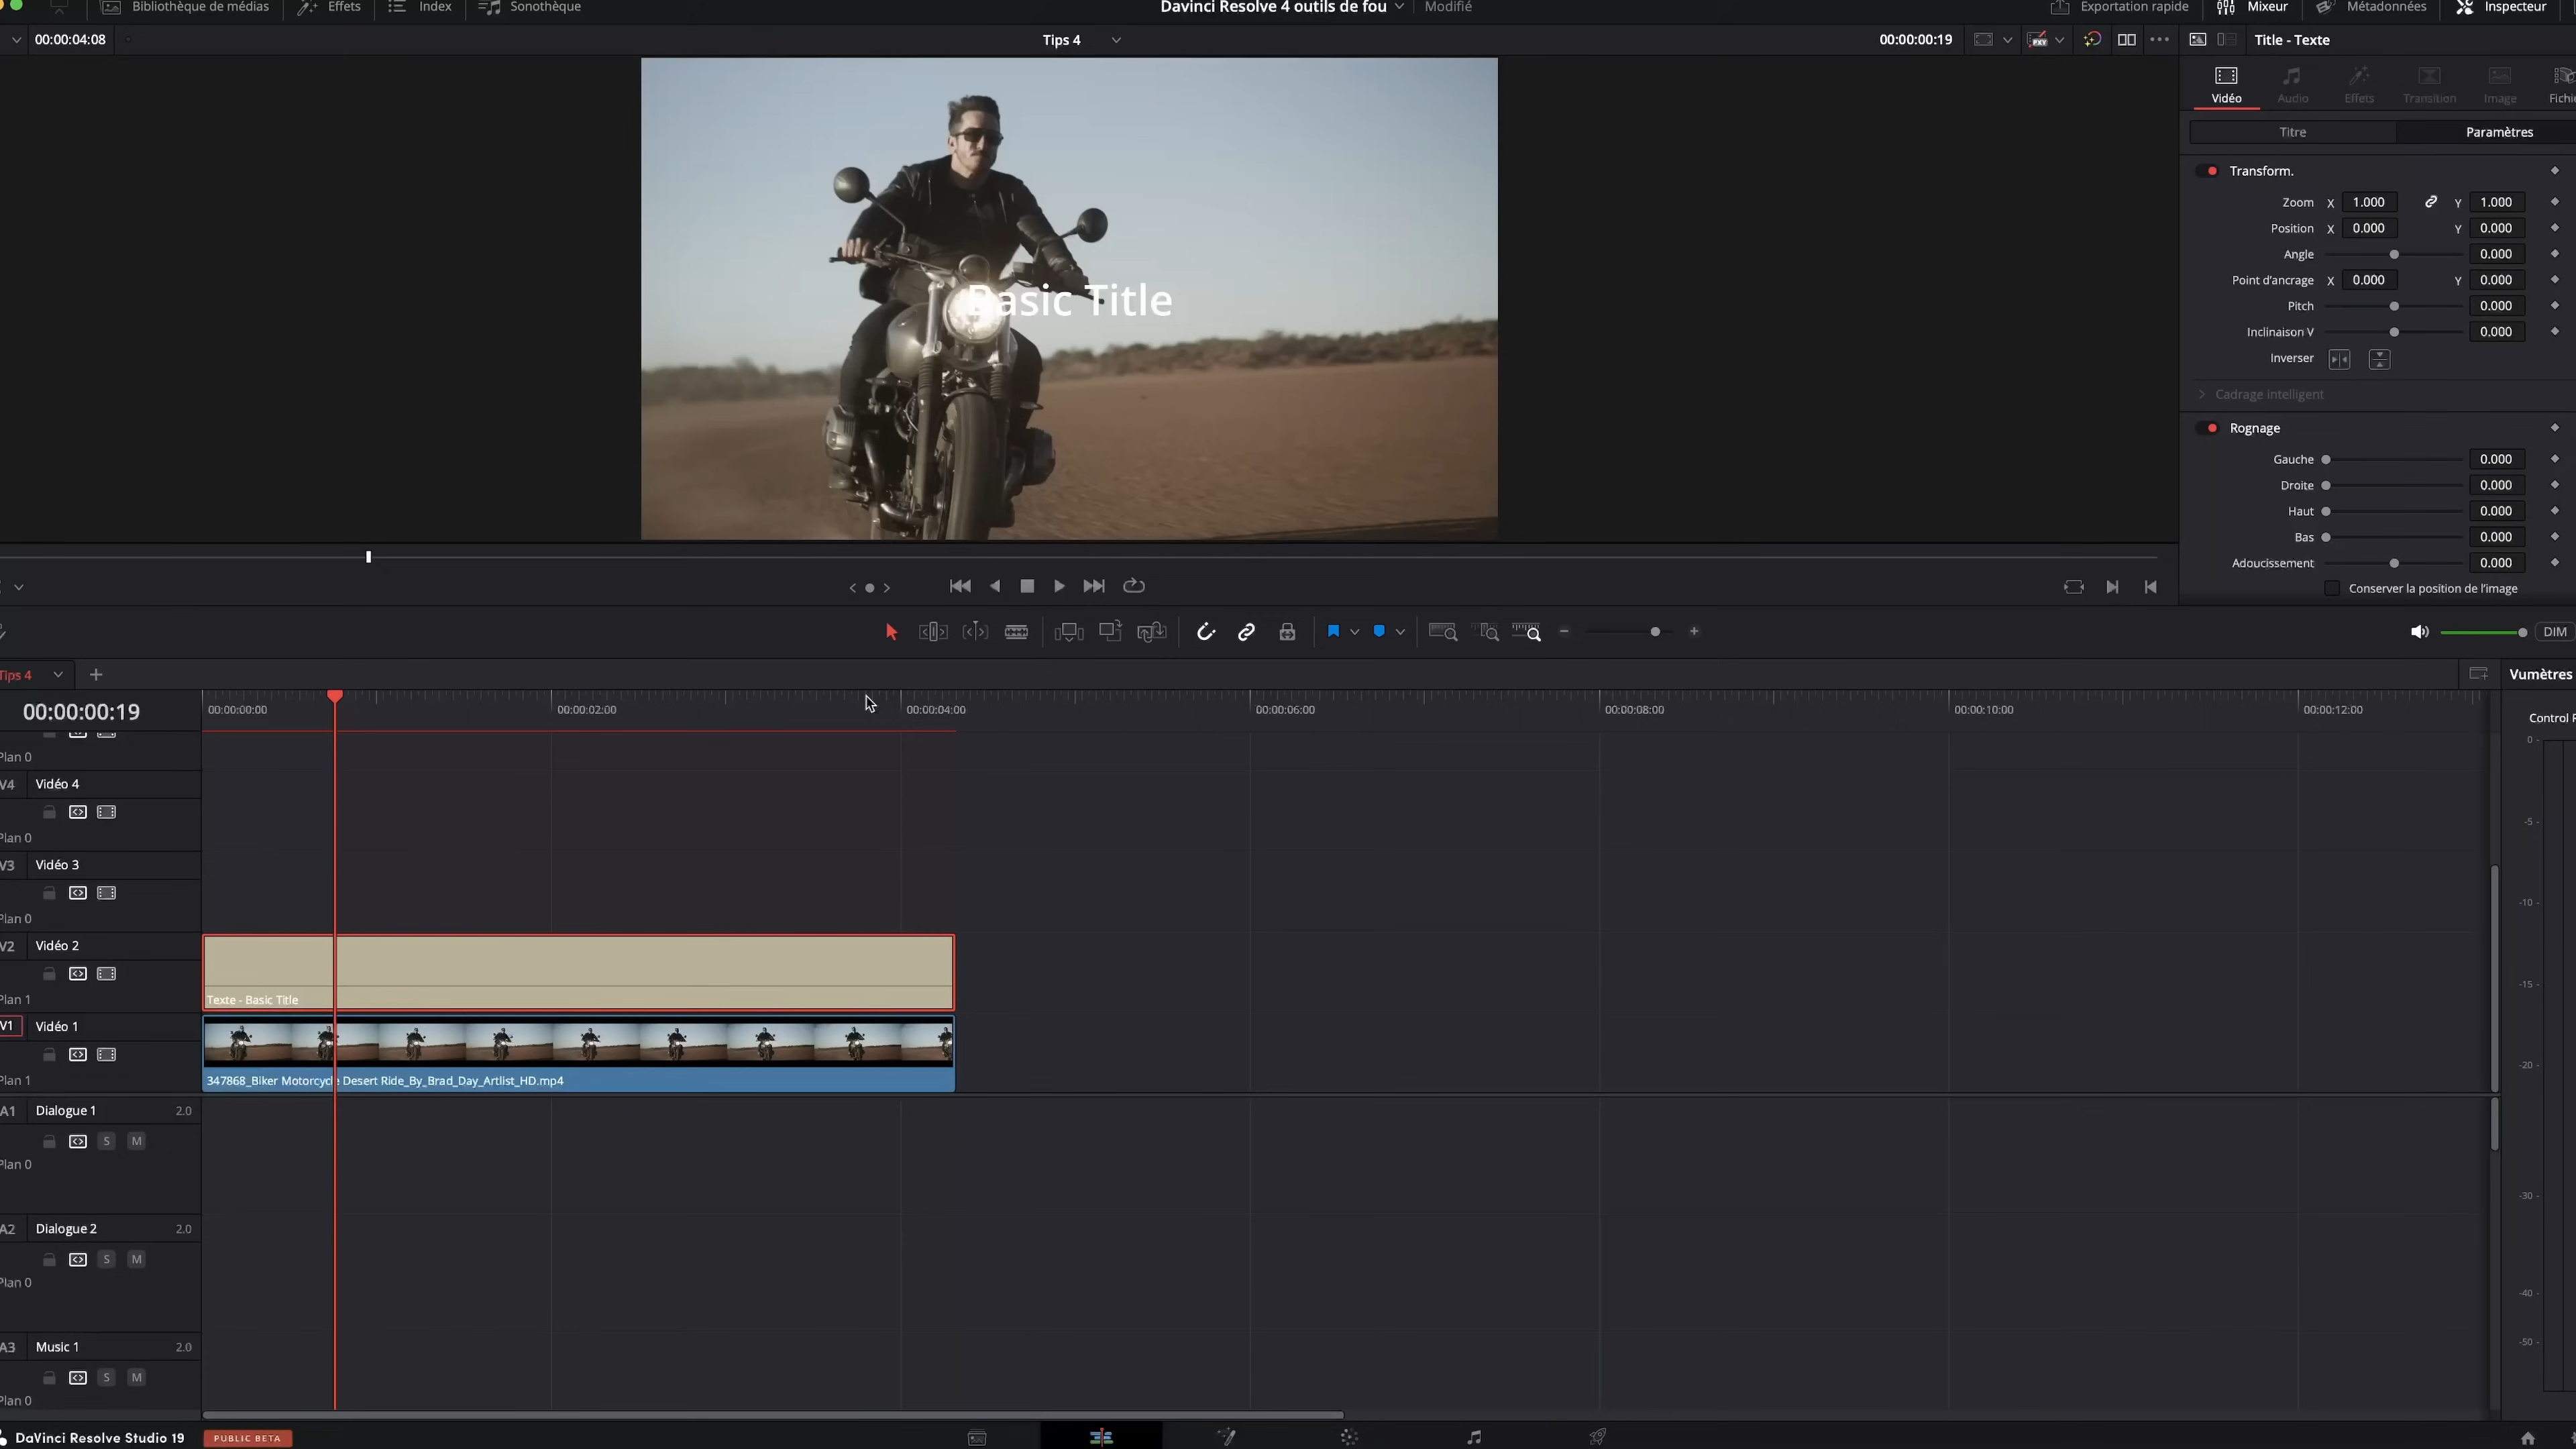 Bibliothèque de médias Effets Index Sonothèque Davinci Resolve 4 outils de fou Modifié Exportation rapide Mixeur Métadonnées Inspecteur
00:00:04:08 Tips 4 00:00:00:19 Title - Texte
Vidéo Audio Effets Transition Image
Titre Paramètres
Transform.
Zoom X 1.000 Y 1.000
Position X 0.000 Y 0.000
Angle 0.000
Point d'ancrage X 0.000 Y 0.000
Pitch 0.000
Inclinaison V 0.000
Inverser
Cadrage intelligent
Rognage
Gauche 0.000
Droite 0.000
Haut 0.000
Bas 0.000
Adoucissement 0.000
Conserver la position de l'image
Basic Title
DIM
Tips 4 Vumètres
00:00:00:19 00:00:00:00 00:00:02:00 00:00:04:00 00:00:06:00 00:00:08:00 00:00:10:00 00:00:12:00
Plan 0
V4 Vidéo 4
Plan 0
V3 Vidéo 3
Plan 0
V2 Vidéo 2
Plan 1
Texte - Basic Title
V1 Vidéo 1
Plan 1
347868_Biker Motorcycle Desert Ride_By_Brad_Day_Artlist_HD.mp4
A1 Dialogue 1 2.0
S M
Plan 0
A2 Dialogue 2 2.0
S M
Plan 0
A3 Music 1 2.0
S M
Plan 0
Control
0
-5
-10
-15
-20
-30
-40
-50
DaVinci Resolve Studio 19 PUBLIC BETA